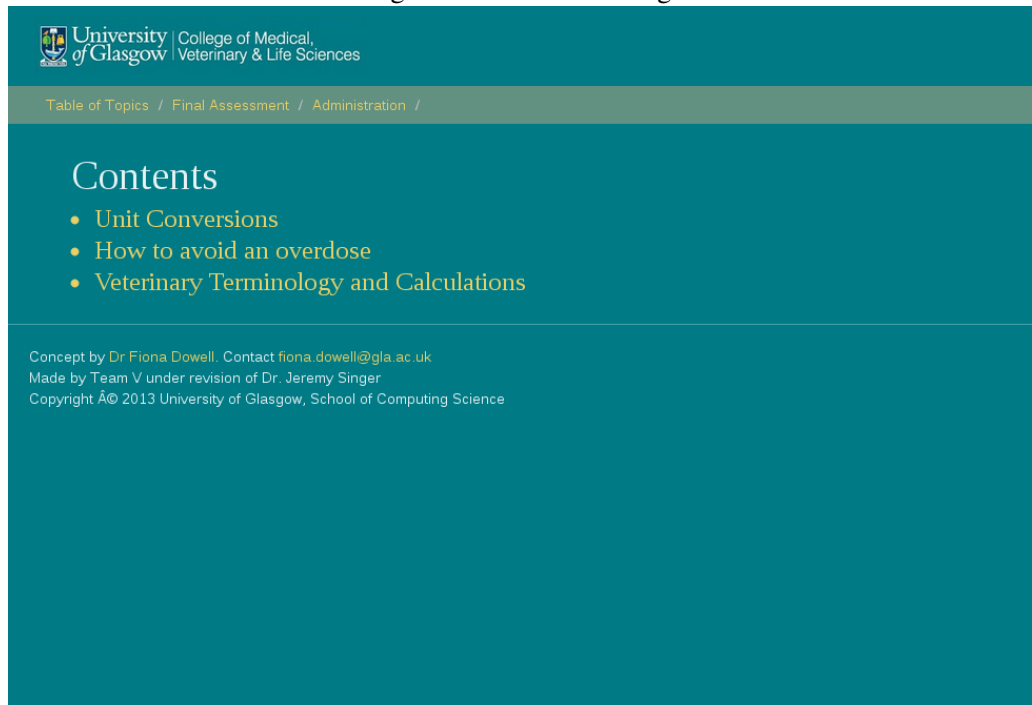 University | College of Medical,
of Glasgow | Veterinary & Life Sciences
Table of Topics / Final Assessment / Administration /
Contents
• Unit Conversions
• How to avoid an overdose
• Veterinary Terminology and Calculations
Concept by Dr Fiona Dowell. Contact fiona.dowell@gla.ac.uk
Made by Team V under revision of Dr. Jeremy Singer
Copyright Â© 2013 University of Glasgow, School of Computing Science